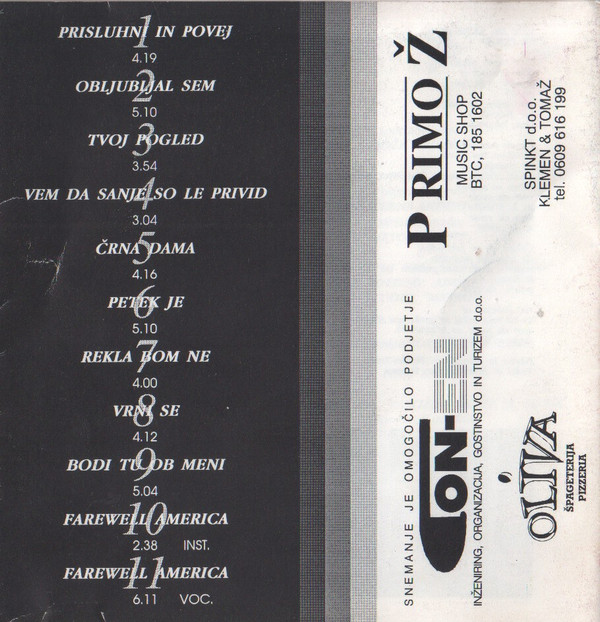 1
PRISLUHNI IN POVEJ
4.19
2
OBLJUBLJAL SEM
5.10
3
TVOJ POGLED
3.54
4
VEM DA SANJE SO LE PRIVID
3.04
5
ČRNA DAMA
4.16
6
PETEK JE
5.10
7
REKLA BOM NE
4.00
8
VRNI SE
4.12
9
BODI TU OB MENI
5.04
10
FAREWELL AMERICA
2.38 INST.
11
FAREWELL AMERICA
6.11 VOC.
SNEMANJE JE OMOGOČILO PODJETJE
TON-EN
INŽENIRING, ORGANIZACIJA, GOSTINSTVO IN TURIZEM d.o.o.
PRIMOŽ
MUSIC SHOP
BTC, 185 1602
SPINKT d.o.o.
KLEMEN & TOMAŽ
tel. 0609 616 199
OLIVA
ŠPAGETERIJA
PIZZERIA